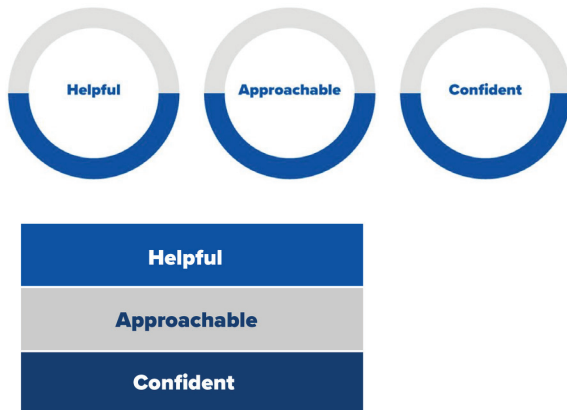 Helpful Approachable Confident
Helpful
Approachable
Confident